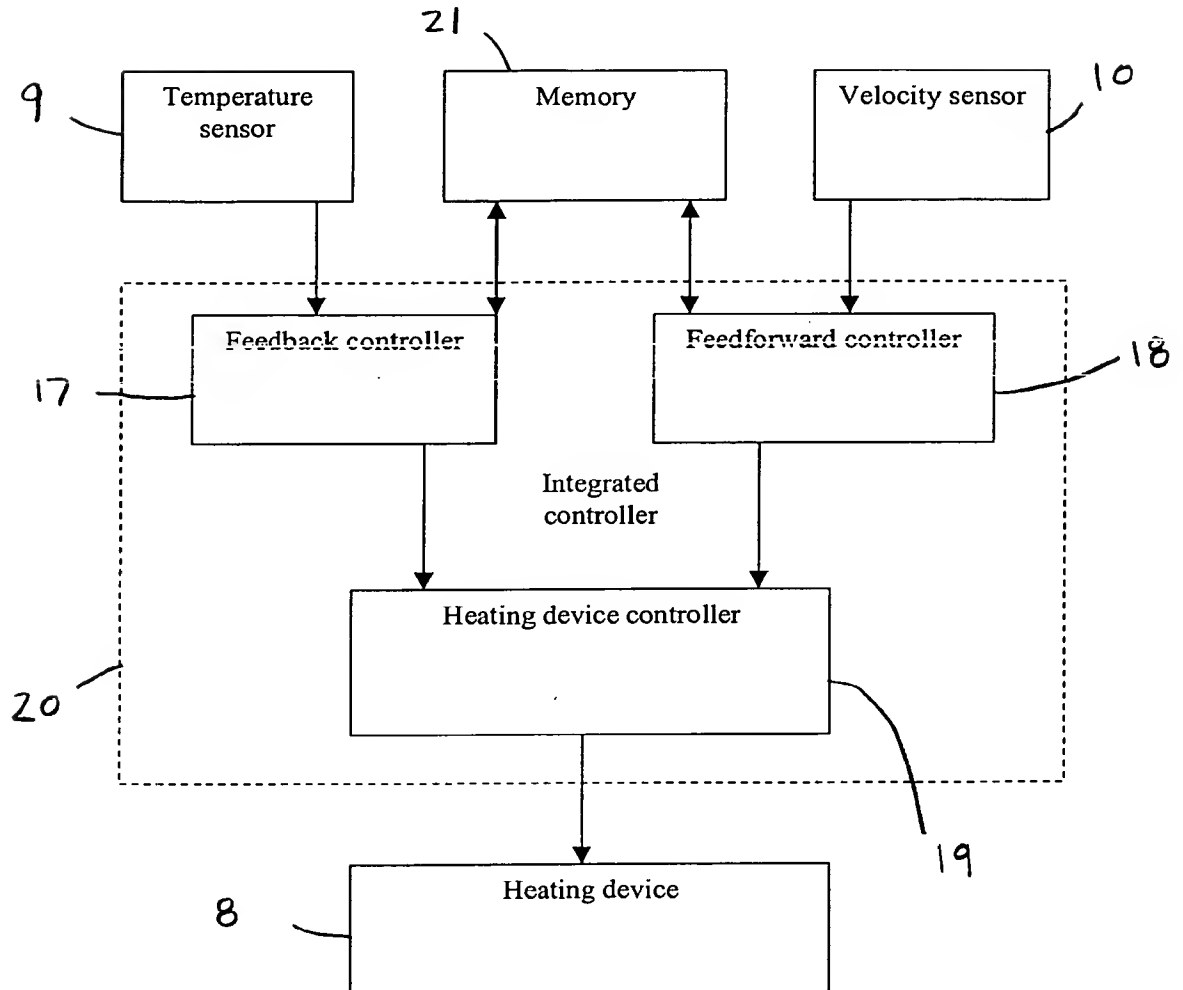 21
9
Temperature
sensor
Memory
Velocity sensor
10
Feedback controller
Feedforward controller
17
18
Integrated
controller
Heating device controller
20
19
Heating device
8